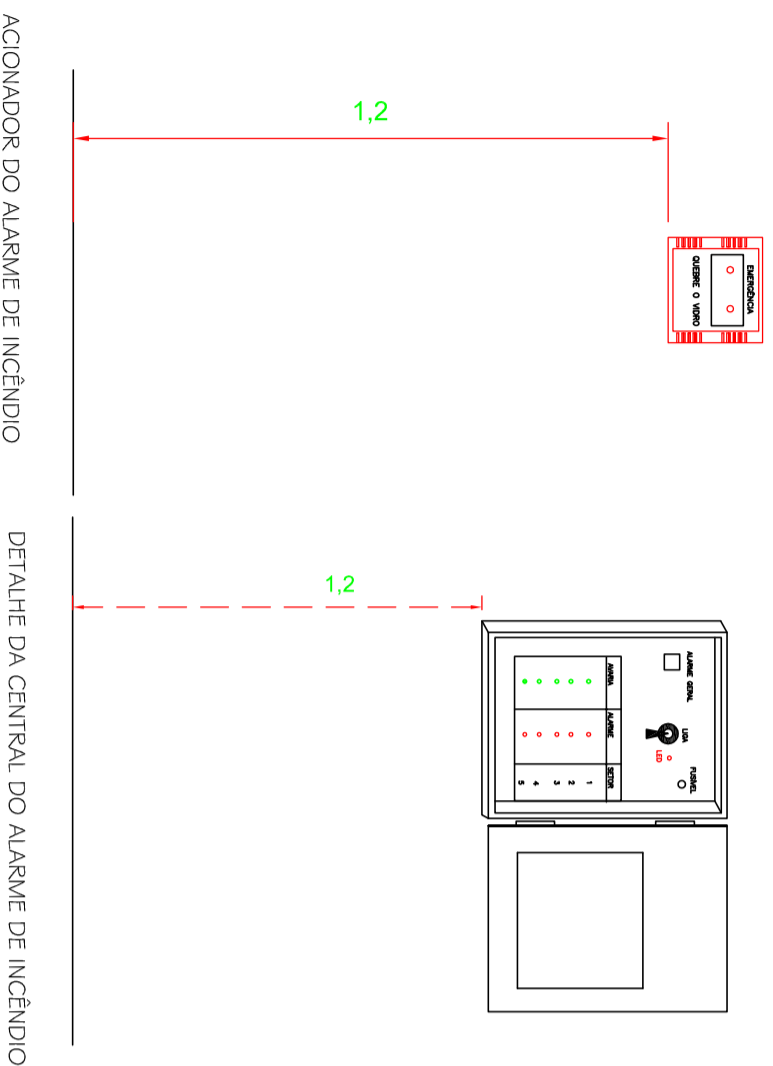 EMERGÊNCIA
QUEBRE O VIDRO
1,2
ACIONADOR DO ALARME DE INCÊNDIO
ALARME GERAL
LIGA
LED
FUSIVEL
AVARIA ALARME SETOR
1
2
3
4
5
1,2
DETALHE DA CENTRAL DO ALARME DE INCÊNDIO